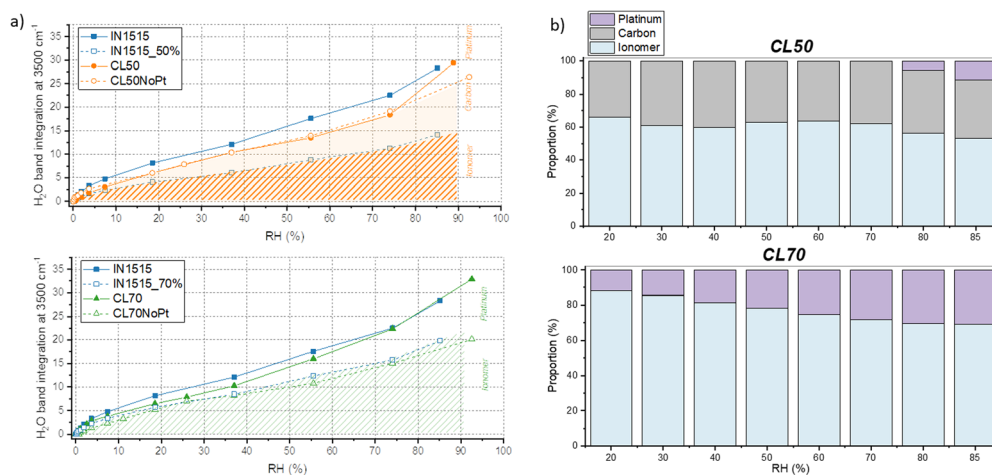 a)
IN1515
IN1515_50%
CL50
CL50NoPt
H2O band integration at 3500 cm⁻¹
35
30
25
20
15
10
5
0
Platinum
Carbon
Ionomer
0 10 20 30 40 50 60 70 80 90 100
RH (%)
IN1515
IN1515_70%
CL70
CL70NoPt
H2O band integration at 3500 cm⁻¹
35
30
25
20
15
10
5
0
Platinum
Ionomer
0 10 20 30 40 50 60 70 80 90 100
RH (%)
b)
Platinum
Carbon
Ionomer
CL50
Proportion (%)
100
80
60
40
20
0
20 30 40 50 60 70 80 85
CL70
Proportion (%)
100
80
60
40
20
0
20 30 40 50 60 70 80 85
RH (%)